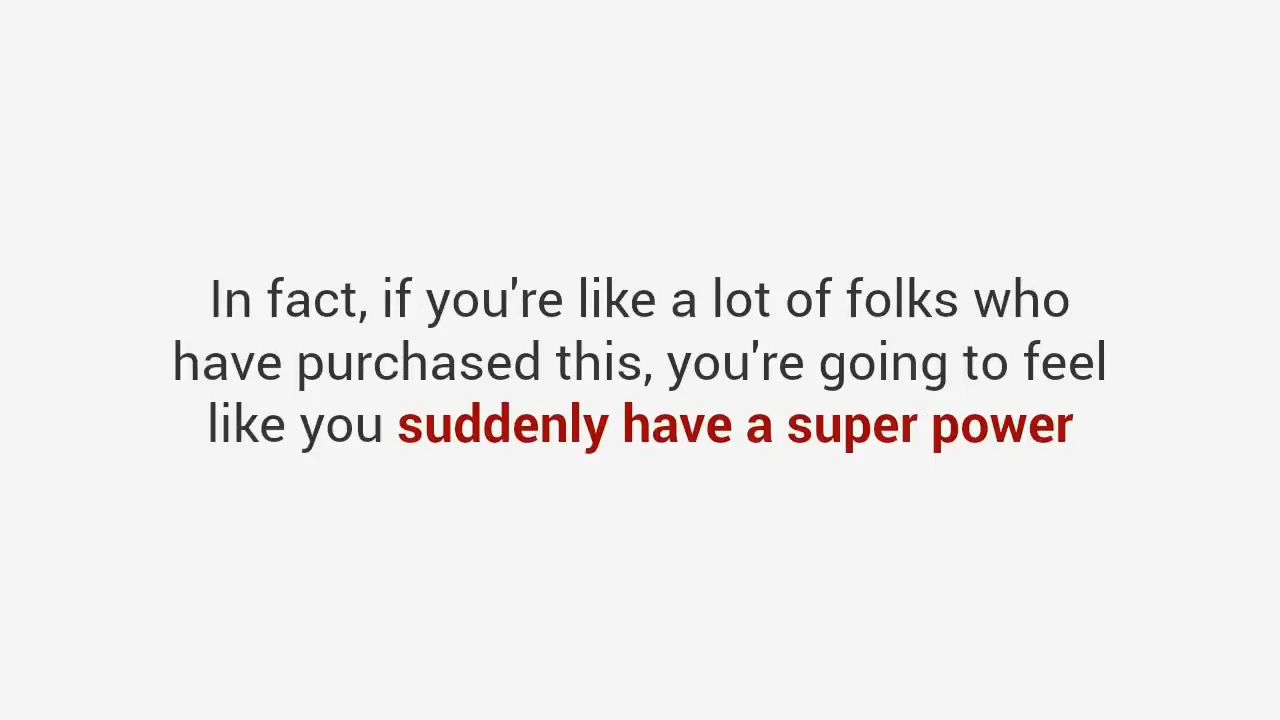 In fact, if you're like a lot of folks who
have purchased this, you're going to feel
like you suddenly have a super power